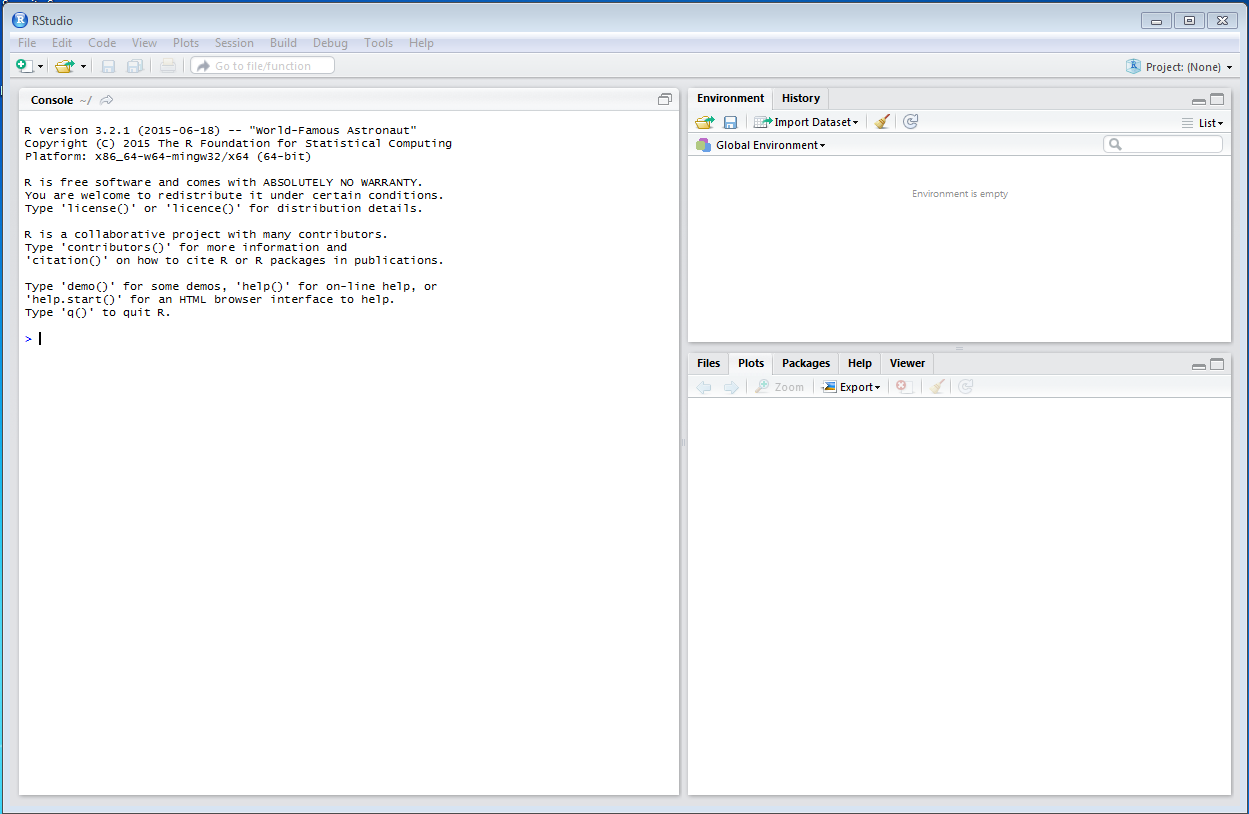 RStudio
File Edit Code View Plots Session Build Debug Tools Help
Go to file/function
Project: (None)
Console ~/
R version 3.2.1 (2015-06-18) -- "World-Famous Astronaut"
Copyright (C) 2015 The R Foundation for Statistical Computing
Platform: x86_64-w64-mingw32/x64 (64-bit)
R is free software and comes with ABSOLUTELY NO WARRANTY.
You are welcome to redistribute it under certain conditions.
Type 'license()' or 'licence()' for distribution details.
R is a collaborative project with many contributors.
Type 'contributors()' for more information and
'citation()' on how to cite R or R packages in publications.
Type 'demo()' for some demos, 'help()' for on-line help, or
'help.start()' for an HTML browser interface to help.
Type 'q()' to quit R.
>
Environment History
Import Dataset List
Global Environment
Environment is empty
Files Plots Packages Help Viewer
Zoom Export